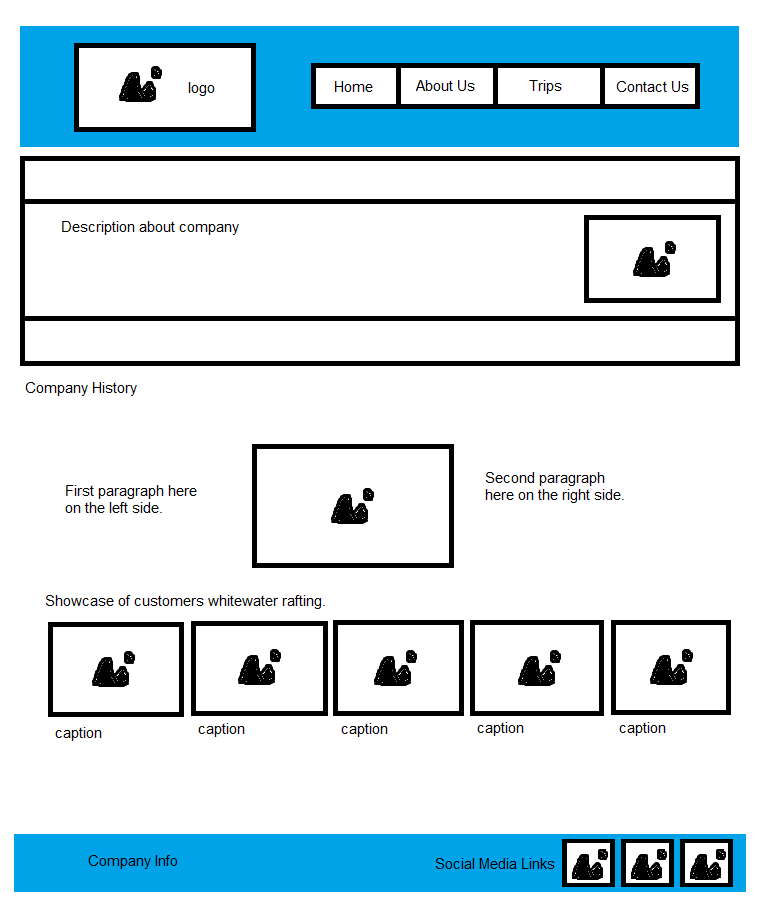 logo
Home
About Us
Trips
Contact Us
Description about company
Company History
First paragraph here
on the left side.
Second paragraph
here on the right side.
Showcase of customers whitewater rafting.
caption
caption
caption
caption
caption
Company Info
Social Media Links